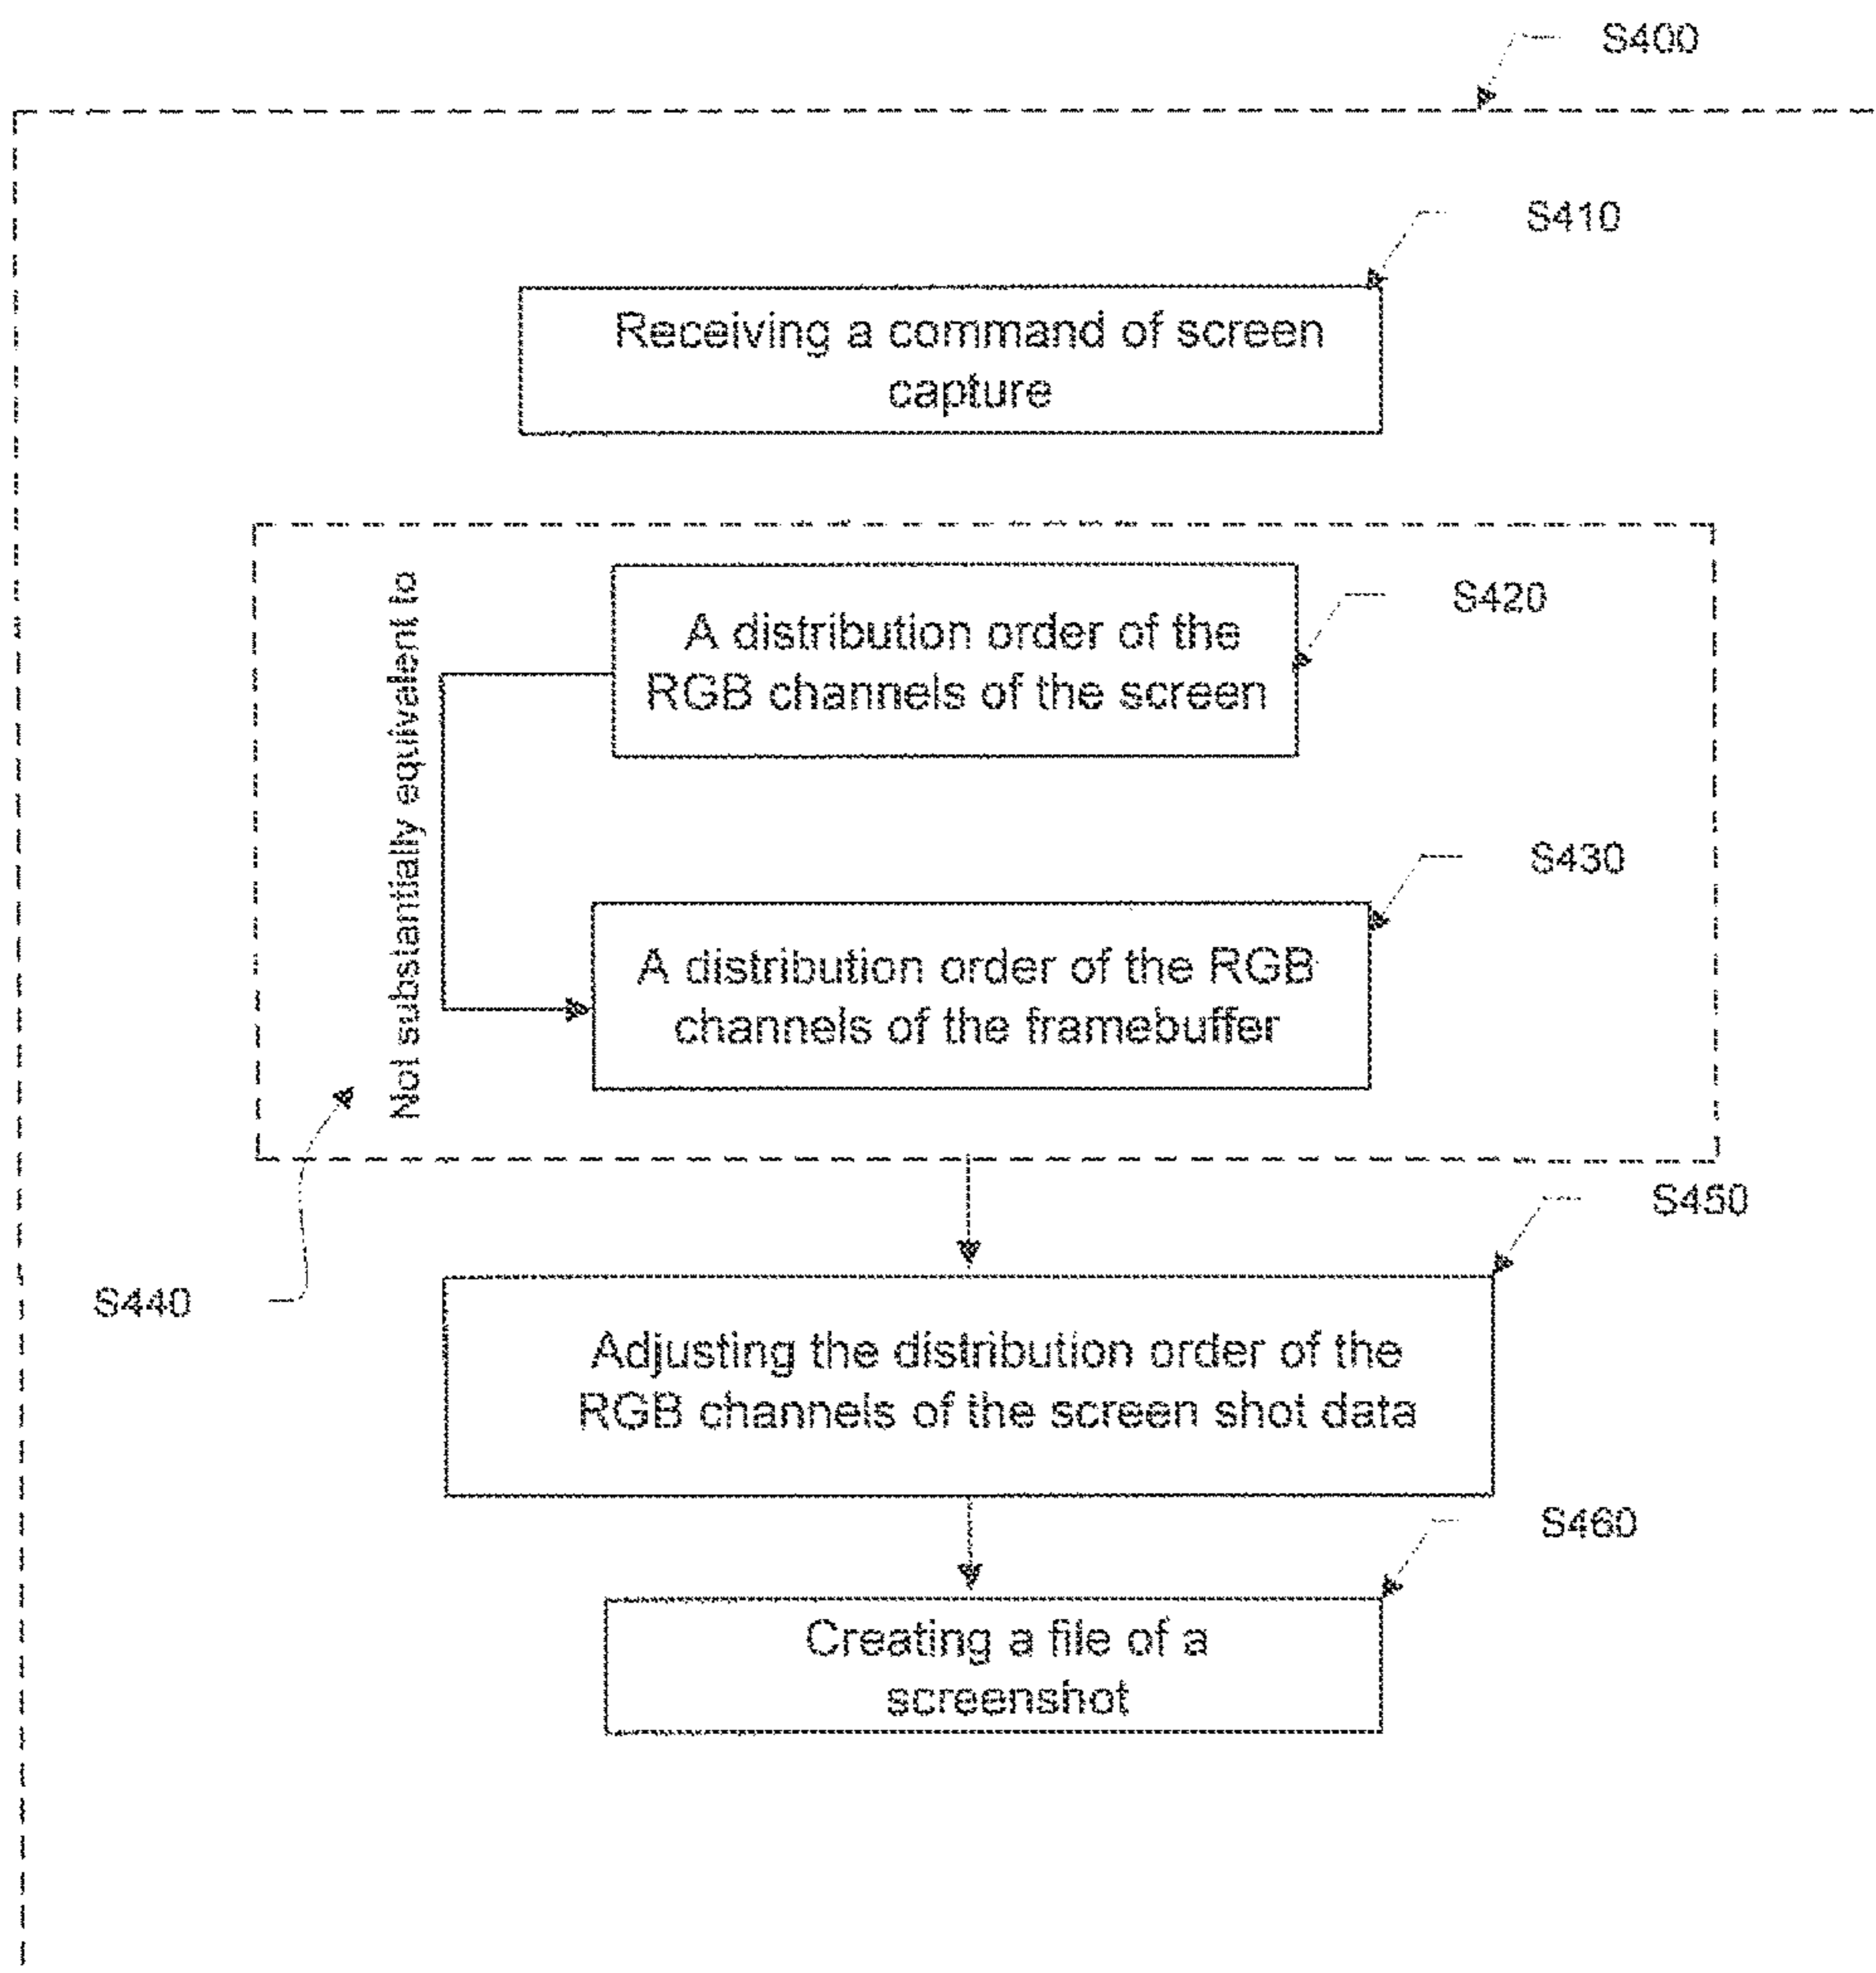 S400
S410
Receiving a command of screen
capture
Not substantially equivalent to
S420
A distribution order of the
RGB channels of the screen
S430
A distribution order of the RGB
channels of the framebuffer
S440
S450
Adjusting the distribution order of the
RGB channels of the screen shot data
S460
Creating a file of a
screenshot